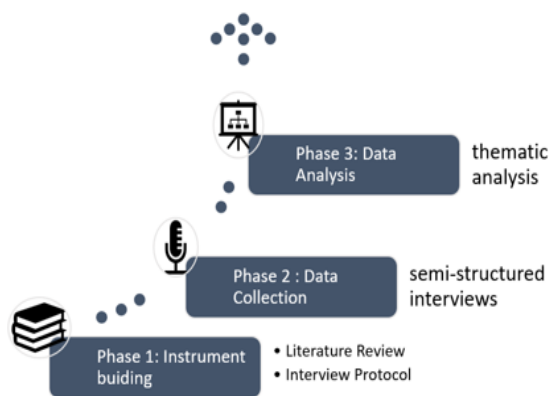 Phase 3: Data
Analysis
thematic
analysis
Phase 2 : Data
Collection
semi-structured
interviews
Phase 1: Instrument
buiding
• Literature Review
• Interview Protocol